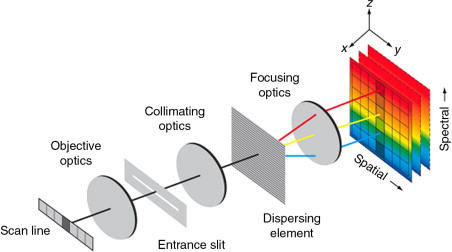 z
x
y
Focusing
optics
Collimating
optics
Objective
optics
Scan line
Entrance slit
Dispersing
element
Spatial
Spectral